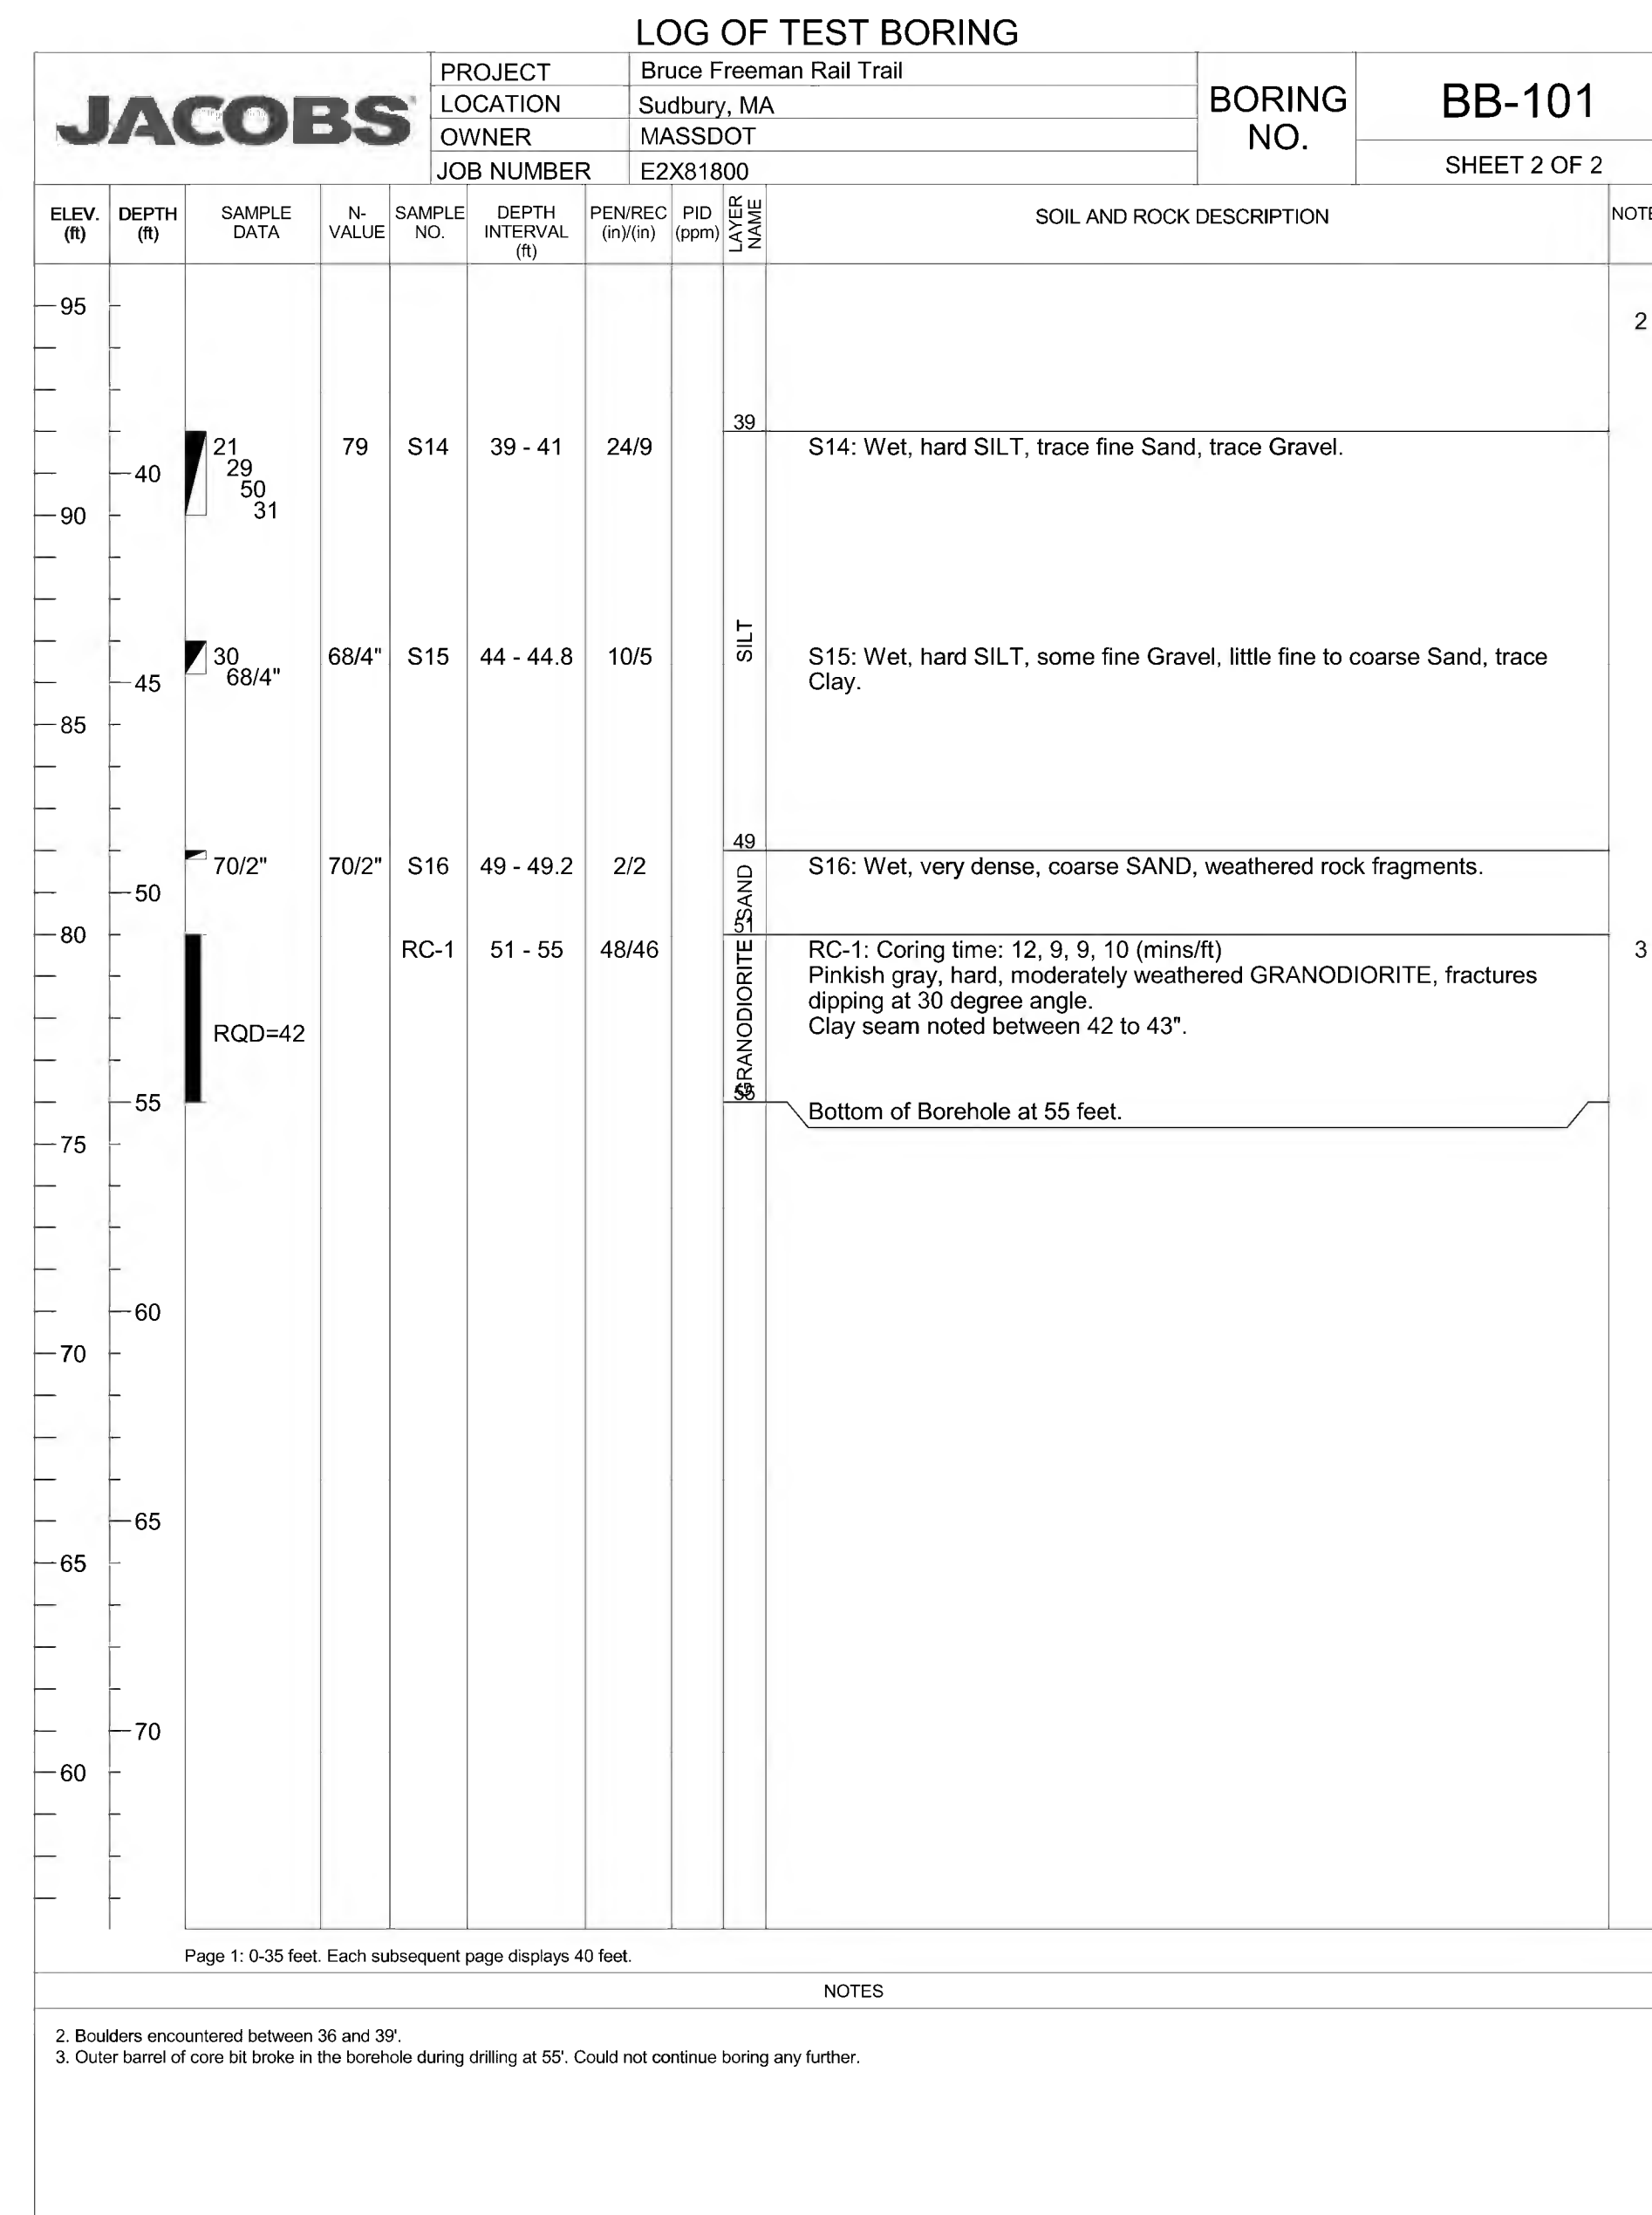 LOG OF TEST BORING
JACOBS
PROJECT Bruce Freeman Rail Trail
LOCATION Sudbury, MA
OWNER MASSDOT
JOB NUMBER E2X81800
BORING NO.
BB-101
SHEET 2 OF 2
ELEV. (ft) DEPTH (ft) SAMPLE DATA N-VALUE SAMPLE NO. DEPTH INTERVAL (ft) PEN/REC (in)/(in) PID (ppm) LAYER NAME SOIL AND ROCK DESCRIPTION NOTE
95
2
39
21 79 S14 39 - 41 24/9 S14: Wet, hard SILT, trace fine Sand, trace Gravel.
40 29
50
90 31
SILT
30 68/4" S15 44 - 44.8 10/5 S15: Wet, hard SILT, some fine Gravel, little fine to coarse Sand, trace
45 68/4" Clay.
85
49
70/2" 70/2" S16 49 - 49.2 2/2 S16: Wet, very dense, coarse SAND, weathered rock fragments.
50 SAND
51
80
RC-1 51 - 55 48/46 RC-1: Coring time: 12, 9, 9, 10 (mins/ft) 3
Pinkish gray, hard, moderately weathered GRANODIORITE, fractures
dipping at 30 degree angle.
RQD=42 GRANODIORITE Clay seam noted between 42 to 43".
55
55 Bottom of Borehole at 55 feet.
75
60
70
65
65
70
60
Page 1: 0-35 feet. Each subsequent page displays 40 feet.
NOTES
2. Boulders encountered between 36 and 39'.
3. Outer barrel of core bit broke in the borehole during drilling at 55'. Could not continue boring any further.